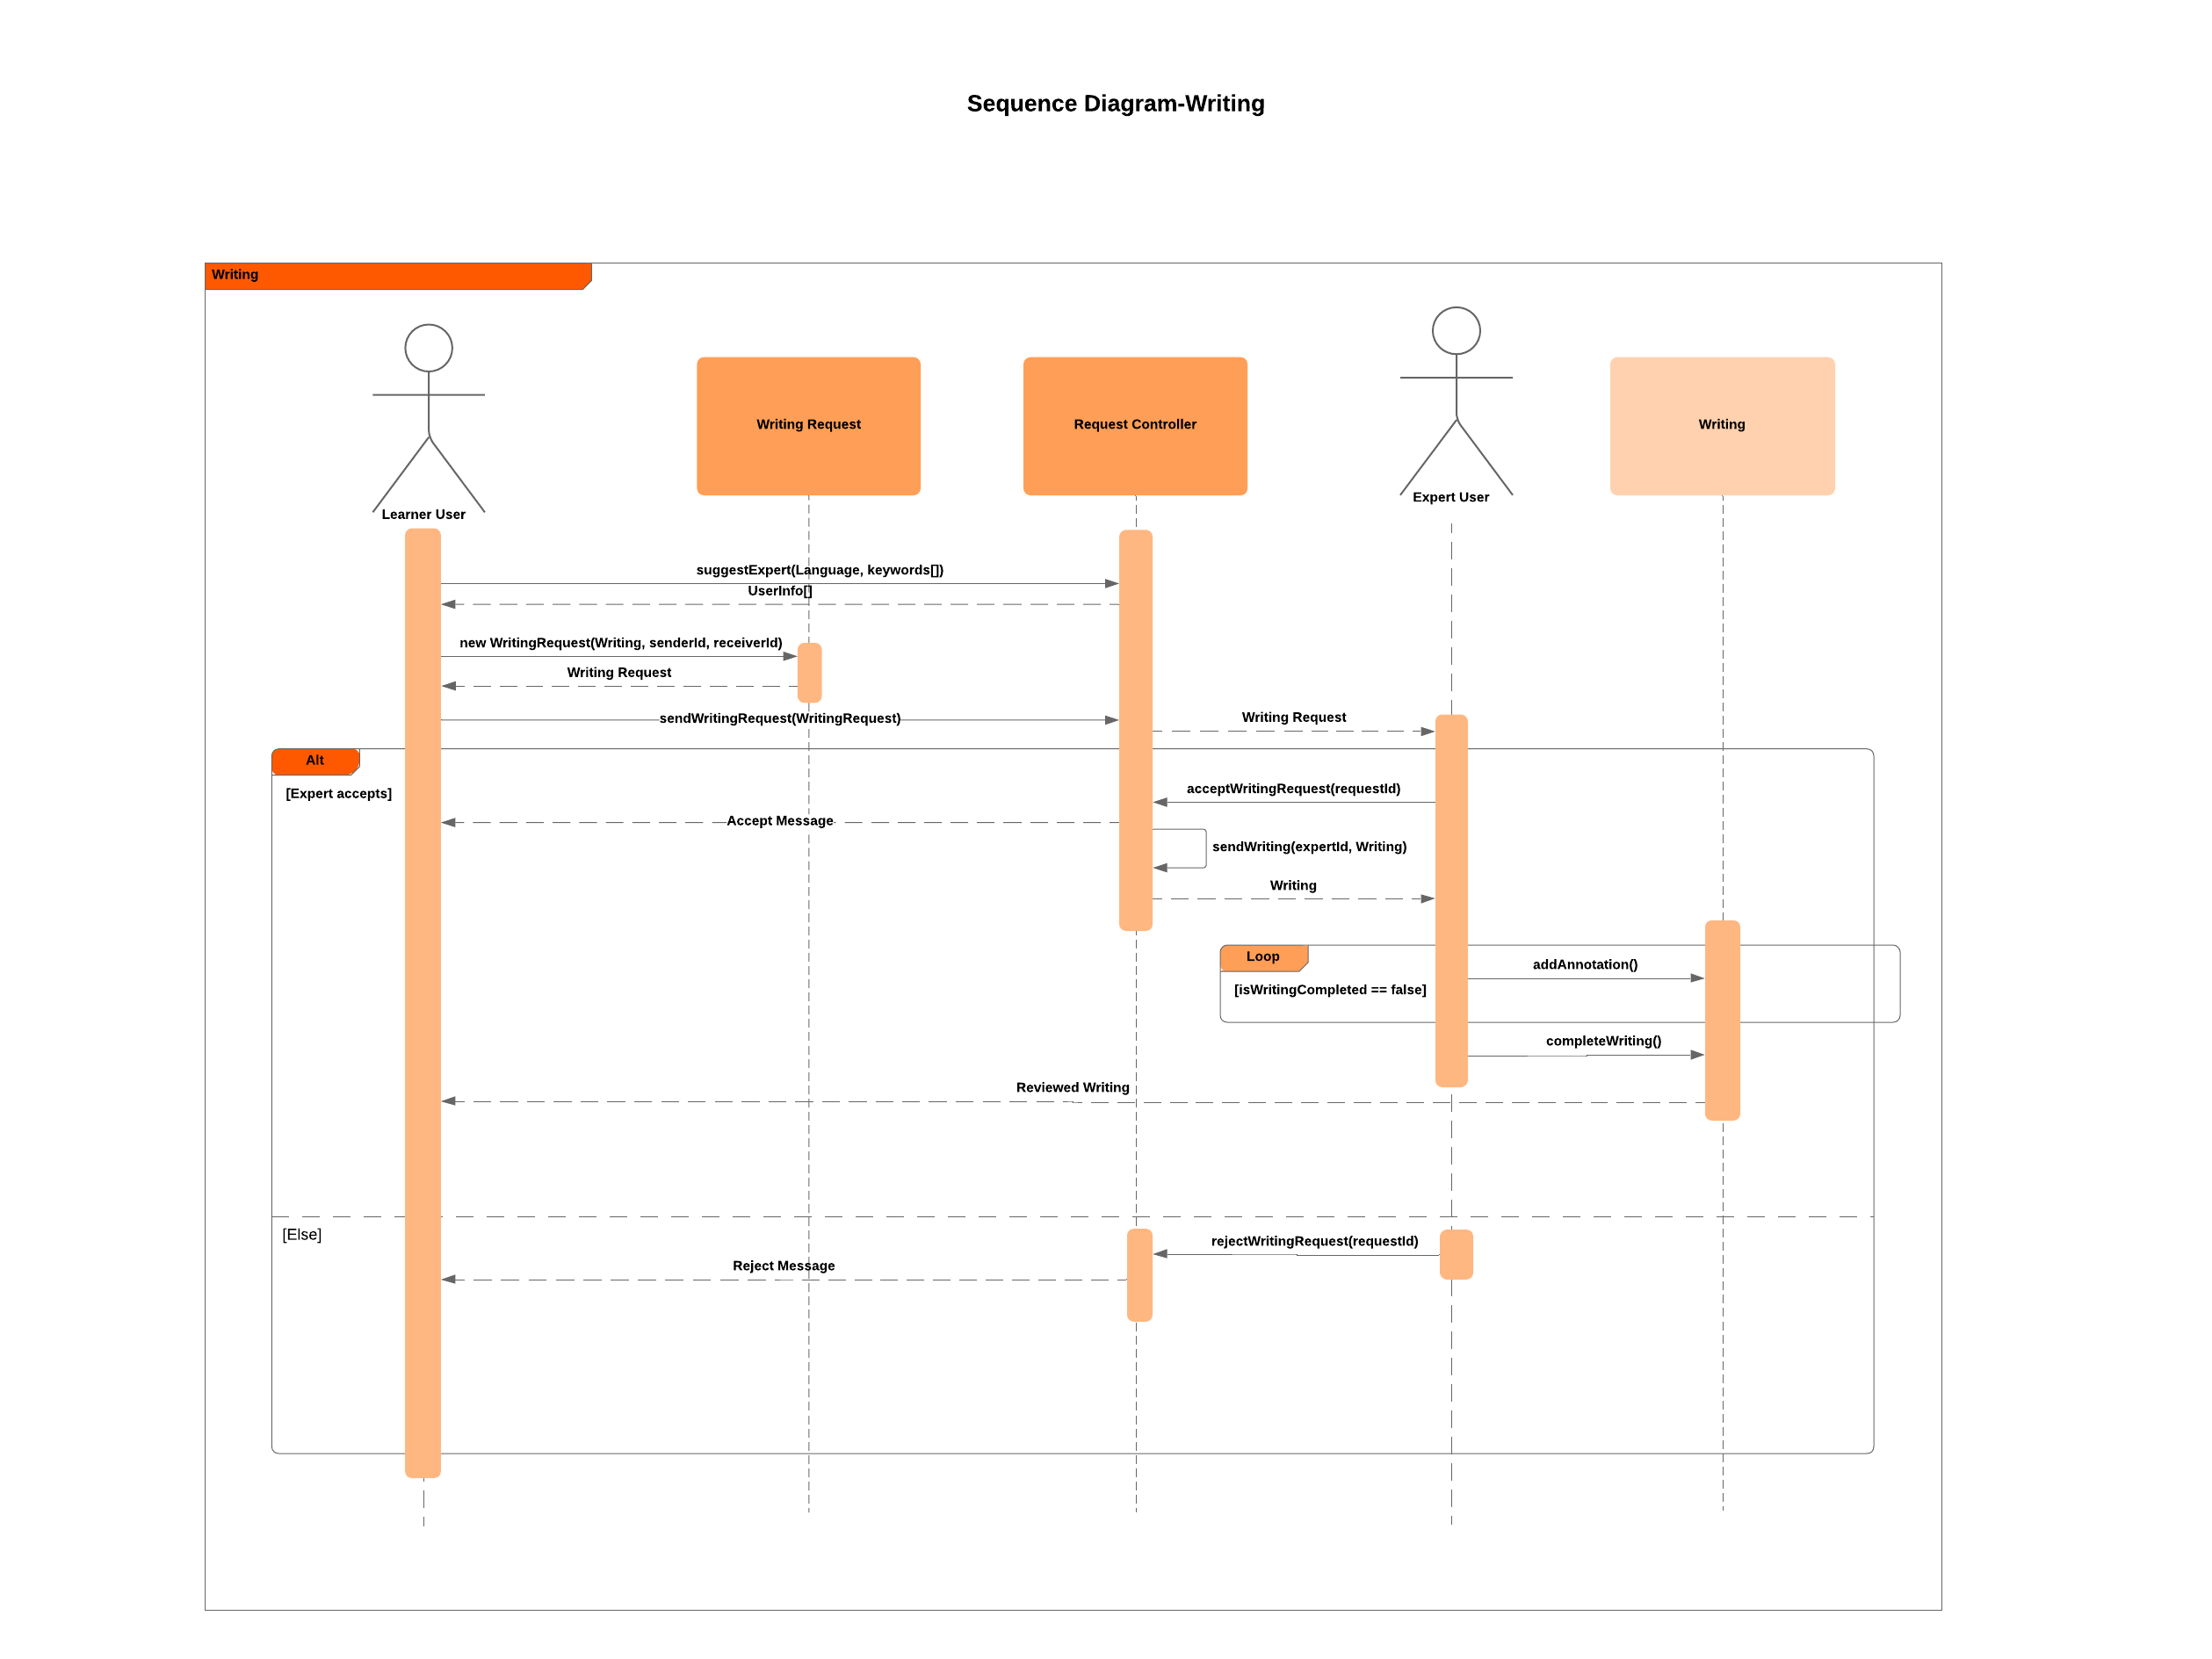 Sequence Diagram-Writing
Writing
Learner User
Writing Request
Request Controller
Expert User
Writing
suggestExpert(Language, keywords[])
UserInfo[]
new WritingRequest(Writing, senderId, receiverId)
Writing Request
sendWritingRequest(WritingRequest)
Writing Request
Alt
[Expert accepts]
acceptWritingRequest(requestId)
Accept Message
sendWriting(expertId, Writing)
Writing
Loop
addAnnotation()
[isWritingCompleted == false]
completeWriting()
Reviewed Writing
[Else]
rejectWritingRequest(requestId)
Reject Message